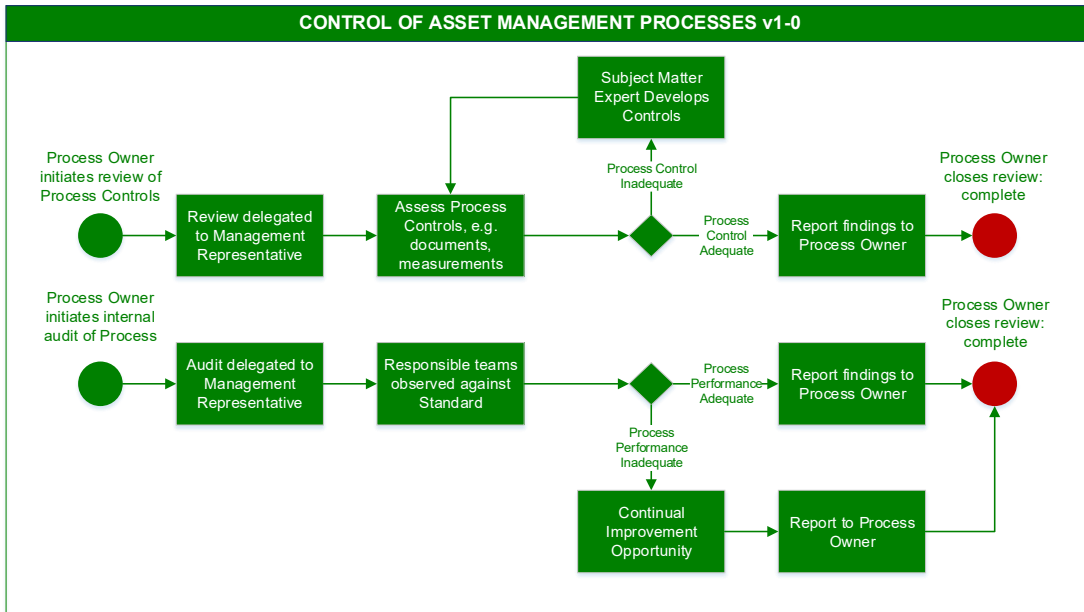 CONTROL OF ASSET MANAGEMENT PROCESSES v1-0
Subject Matter
Expert Develops
Controls
Process Owner
initiates review of
Process Controls
Process Control
Inadequate
Process Owner
closes review:
complete
Review delegated
to Management
Representative
Assess Process
Controls, e.g.
documents,
measurements
Process
Control
Adequate
Report findings to
Process Owner
Process Owner
initiates internal
audit of Process
Process Owner
closes review:
complete
Audit delegated to
Management
Representative
Responsible teams
observed against
Standard
Process
Performance
Adequate
Report findings to
Process Owner
Process
Performance
Inadequate
Continual
Improvement
Opportunity
Report to Process
Owner